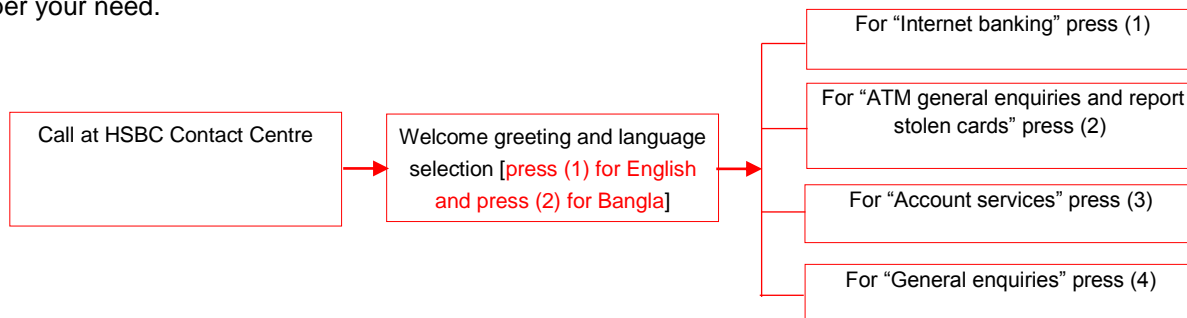 per your need.
Call at HSBC Contact Centre
Welcome greeting and language
selection [press (1) for English
and press (2) for Bangla]
For “Internet banking” press (1)
For “ATM general enquiries and report
stolen cards” press (2)
For “Account services” press (3)
For “General enquiries” press (4)